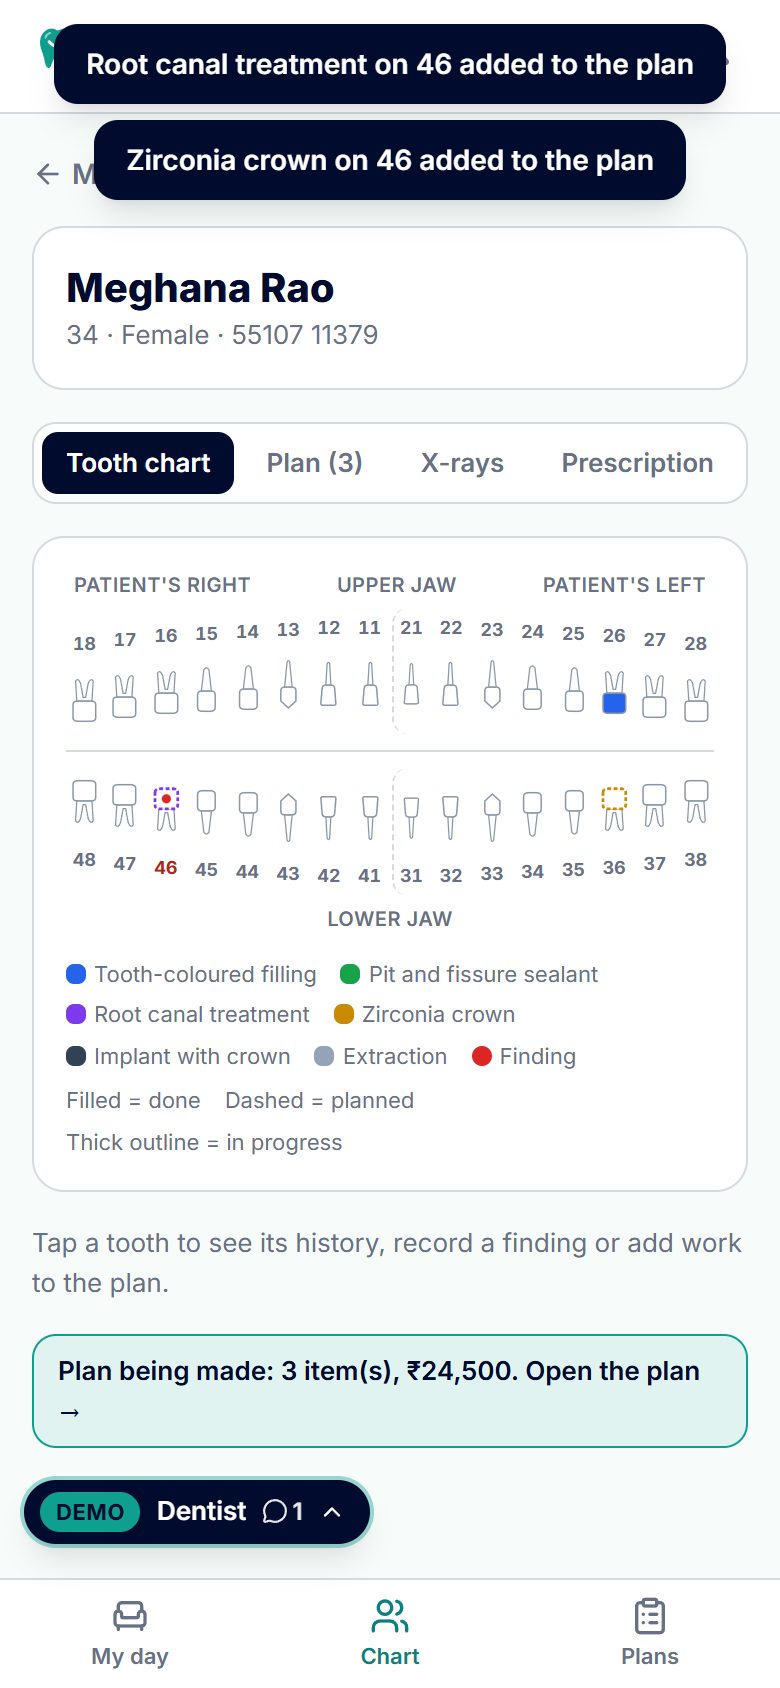 Root canal treatment on 46 added to the plan
Zirconia crown on 46 added to the plan
Meghana Rao
34 · Female · 55107 11379
Tooth chart Plan (3) X-rays Prescription
PATIENT'S RIGHT UPPER JAW PATIENT'S LEFT
18 17 16 15 14 13 12 11 21 22 23 24 25 26 27 28
48 47 46 45 44 43 42 41 31 32 33 34 35 36 37 38
LOWER JAW
Tooth-coloured filling Pit and fissure sealant
Root canal treatment Zirconia crown
Implant with crown Extraction Finding
Filled = done Dashed = planned
Thick outline = in progress
Tap a tooth to see its history, record a finding or add work
to the plan.
Plan being made: 3 item(s), ₹24,500. Open the plan
→
DEMO Dentist 1
My day Chart Plans